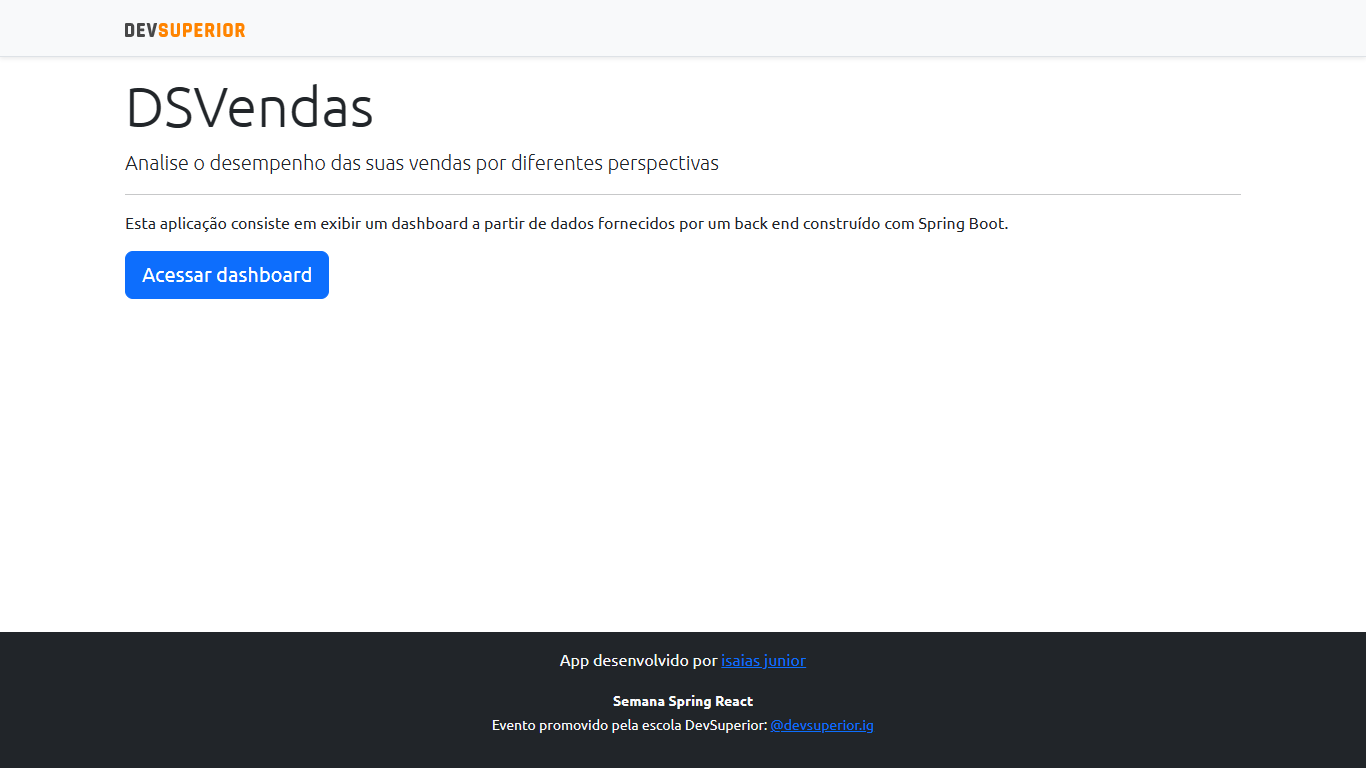 DEVSUPERIOR
DSVendas
Analise o desempenho das suas vendas por diferentes perspectivas
Esta aplicação consiste em exibir um dashboard a partir de dados fornecidos por um back end construído com Spring Boot.
Acessar dashboard
App desenvolvido por isaias junior
Semana Spring React
Evento promovido pela escola DevSuperior: @devsuperior.ig